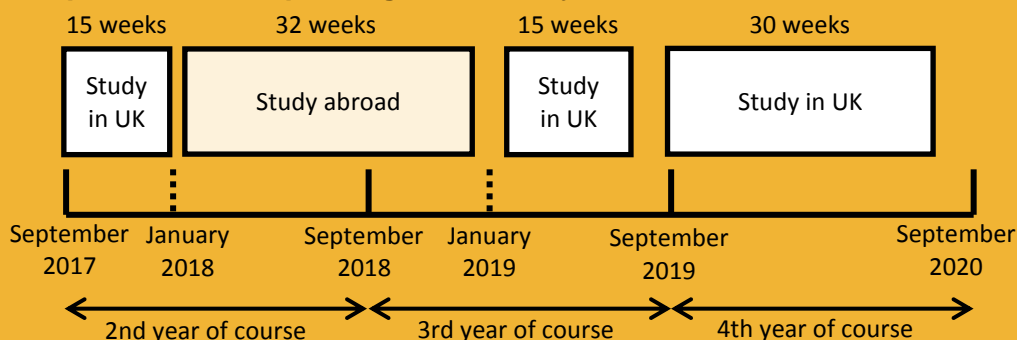 15 weeks
32 weeks
15 weeks
30 weeks
Study
in UK
Study abroad
Study
in UK
Study in UK
September
2017
January
2018
September
2018
January
2019
September
2019
September
2020
2nd year of course
3rd year of course
4th year of course